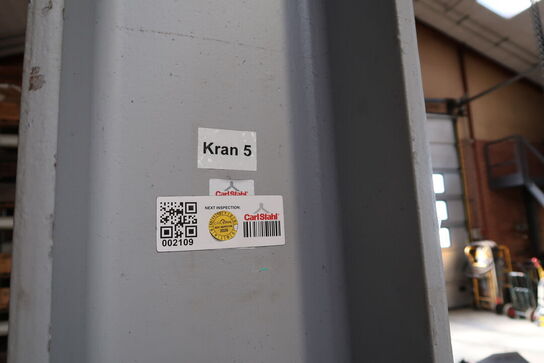 Kran 5
CarlStahl
NEXT INSPECTION:
CarlStahl
002109